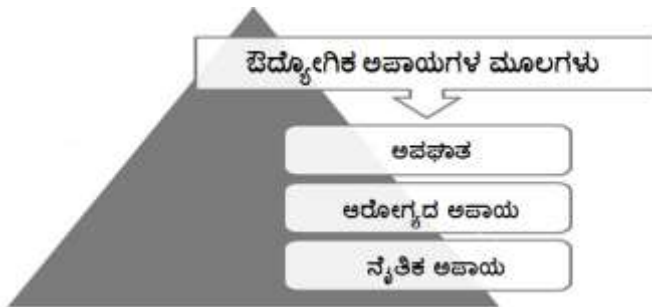 ಔದ್ಯೋಗಿಕ ಅಪಾಯಗಳ ಮೂಲಗಳು
ಅಪಘಾತ
ಆರೋಗ್ಯದ ಅಪಾಯ
ನೈತಿಕ ಅಪಾಯ